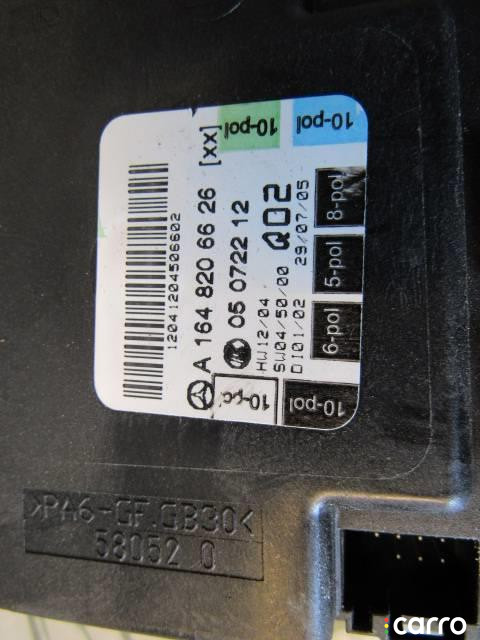 12041204506602
A 164 820 66 26 [xx]
05 0722 12
HW12/04
SW04/50/00 Q02
DI01/02 29/07/05
10-pol 10-pol
10-pol
10-pol 6-pol 5-pol 8-pol
>PA6-GF.GB30<
58052 0
carro